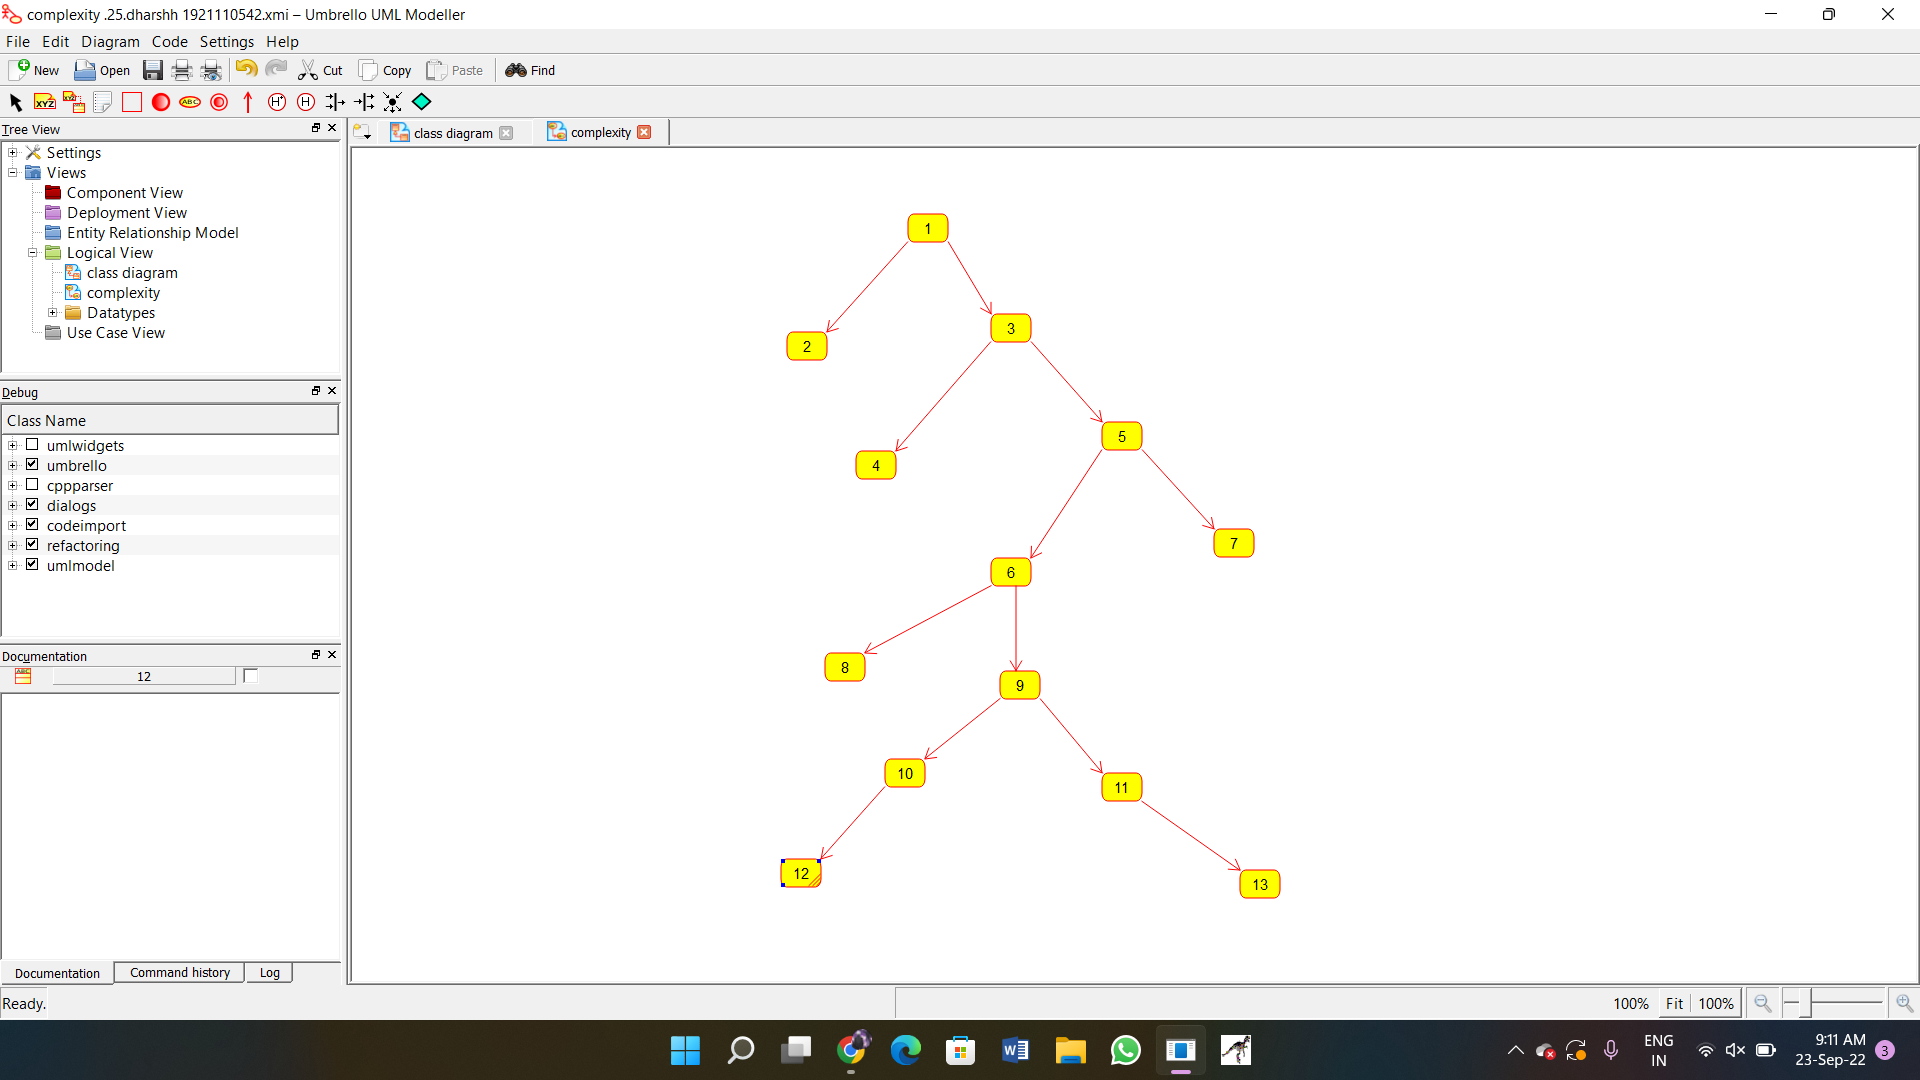 complexity .25.dharshh 1921110542.xmi – Umbrello UML Modeller
File Edit Diagram Code Settings Help
New Open Cut Copy Paste Find
XYZ XYZ ABC H* H
Tree View
class diagram complexity
Settings
Views
Component View
Deployment View
Entity Relationship Model
Logical View
class diagram
complexity
Datatypes
Use Case View
Debug
Class Name
umlwidgets
umbrello
cppparser
dialogs
codeimport
refactoring
umlmodel
Documentation
12
1
2
3
4
5
6
7
8
9
10
11
12
13
Documentation Command history Log
Ready.
100% Fit 100%
ENG
IN
9:11 AM
23-Sep-22
3